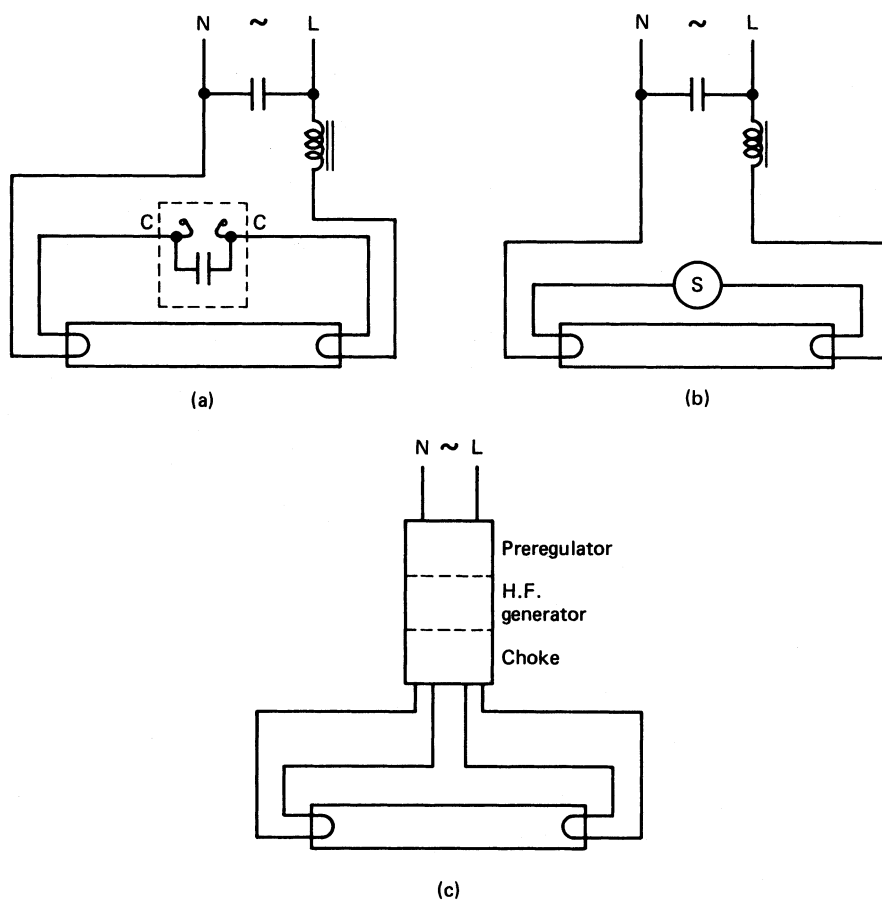 N ~ L
C C
(a)
N ~ L
S
(b)
N ~ L
Preregulator
H.F.
generator
Choke
(c)